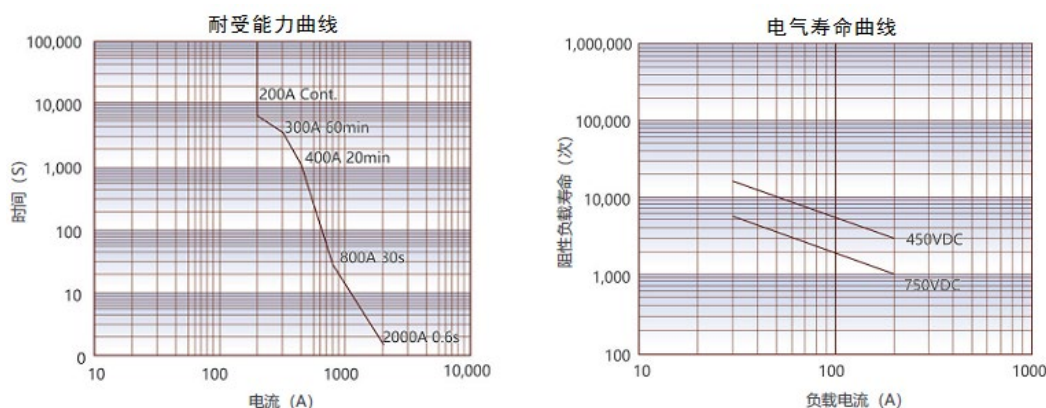 耐受能力曲线
100,000
10,000
1,000
100
10
0
时间（S）
200A Cont.
300A 60min
400A 20min
800A 30s
2000A 0.6s
10
100
1000
10,000
电流（A）
电气寿命曲线
1,000,000
100,000
10,000
1,000
100
阻性负载寿命（次）
450VDC
750VDC
10
100
1000
负载电流（A）